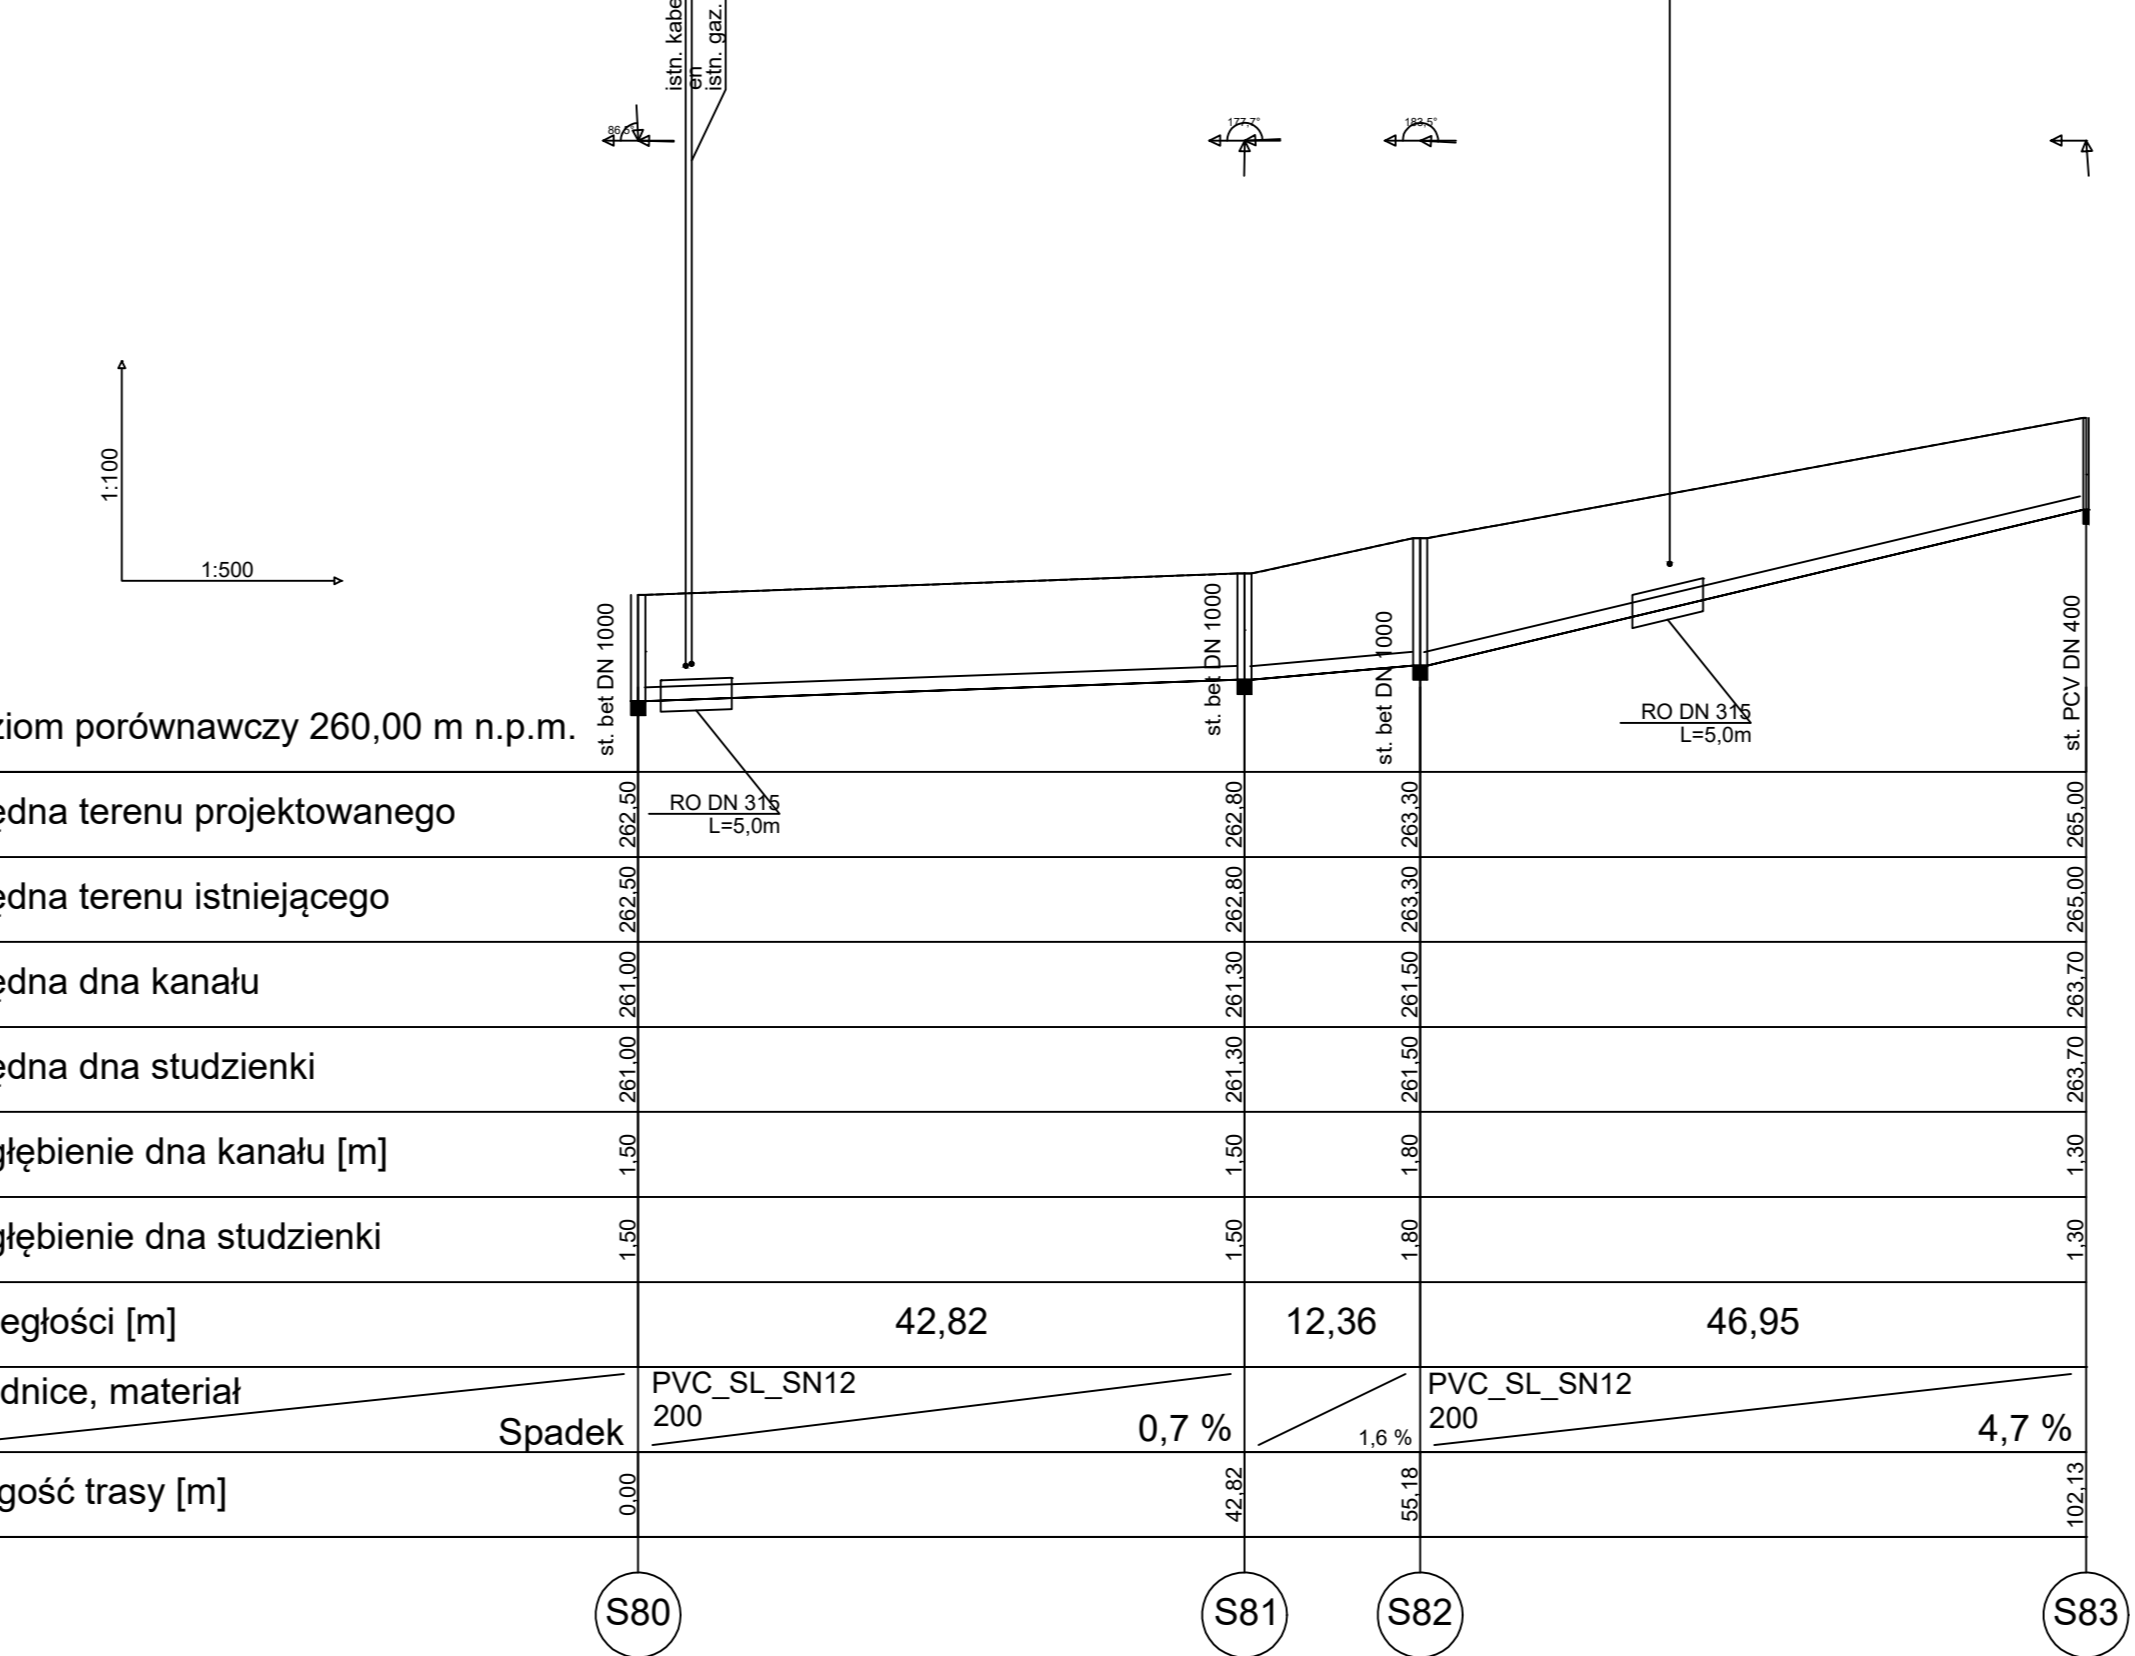 istn. kabe
en
istn. gaz.
86,5°
177,7°
183,5°
1:100
1:500
st. bet DN 1000
st. bet DN 1000
st. bet DN 1000
st. PCV DN 400
RO DN 315
L=5,0m
ziom porównawczy 260,00 m n.p.m.
RO DN 315
L=5,0m
ędna terenu projektowanego
262,50
262,80
263,30
265,00
ędna terenu istniejącego
262,50
262,80
263,30
265,00
ędna dna kanału
261,00
261,30
261,50
263,70
ędna dna studzienki
261,00
261,30
261,50
263,70
głębienie dna kanału [m]
1,50
1,50
1,80
1,30
głębienie dna studzienki
1,50
1,50
1,80
1,30
egłości [m]
42,82
12,36
46,95
dnice, materiał
Spadek
PVC_SL_SN12
200
0,7 %
1,6 %
PVC_SL_SN12
200
4,7 %
gość trasy [m]
0,00
42,82
55,18
102,13
S80
S81
S82
S83